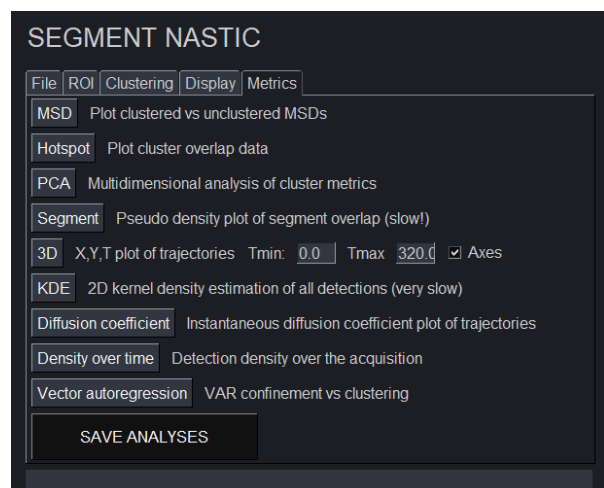 SEGMENT NASTIC
File ROI Clustering Display Metrics
MSD Plot clustered vs unclustered MSDs
Hotspot Plot cluster overlap data
PCA Multidimensional analysis of cluster metrics
Segment Pseudo density plot of segment overlap (slow!)
3D X,Y,T plot of trajectories Tmin: 0.0 Tmax 320.0 Axes
KDE 2D kernel density estimation of all detections (very slow)
Diffusion coefficient Instantaneous diffusion coefficient plot of trajectories
Density over time Detection density over the acquisition
Vector autoregression VAR confinement vs clustering
SAVE ANALYSES